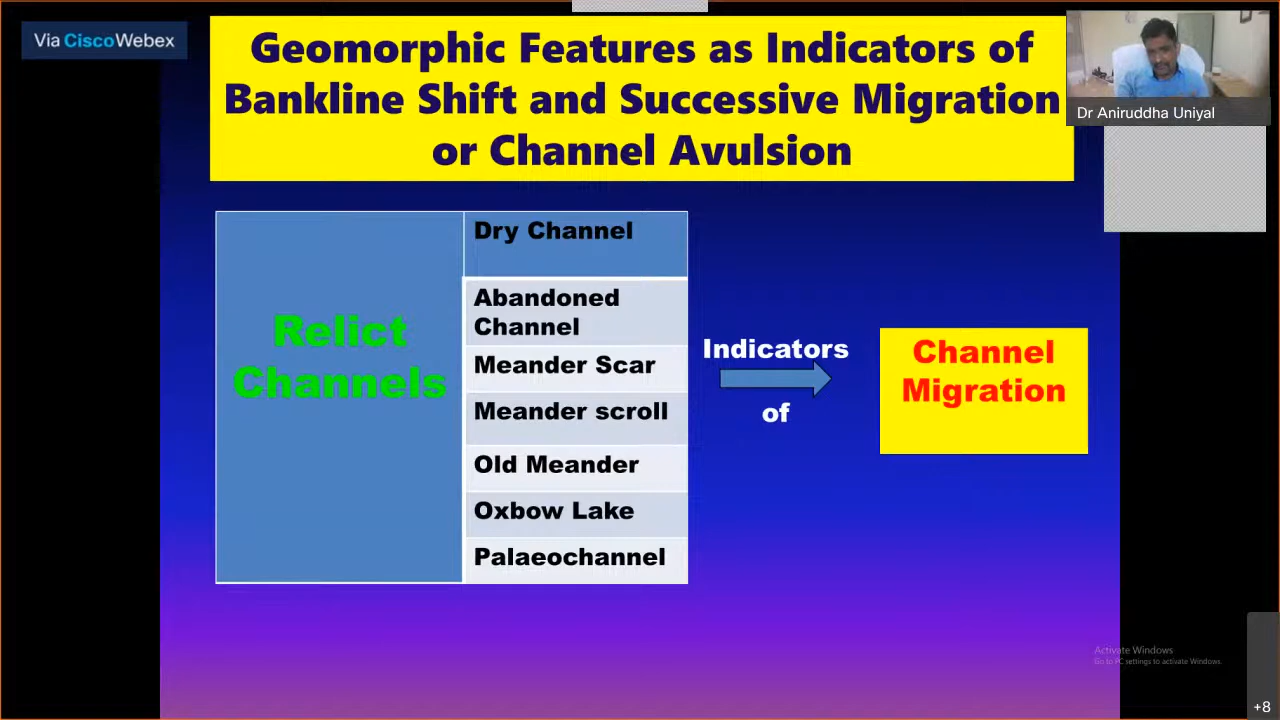 Via CiscoWebex
Geomorphic Features as Indicators of
Bankline Shift and Successive Migration
or Channel Avulsion
Dr Aniruddha Uniyal
Relict
Channels
Dry Channel
Abandoned
Channel
Meander Scar
Meander scroll
Old Meander
Oxbow Lake
Palaeochannel
Indicators
of
Channel
Migration
Activate Windows
Go to PC settings to activate Windows.
+8